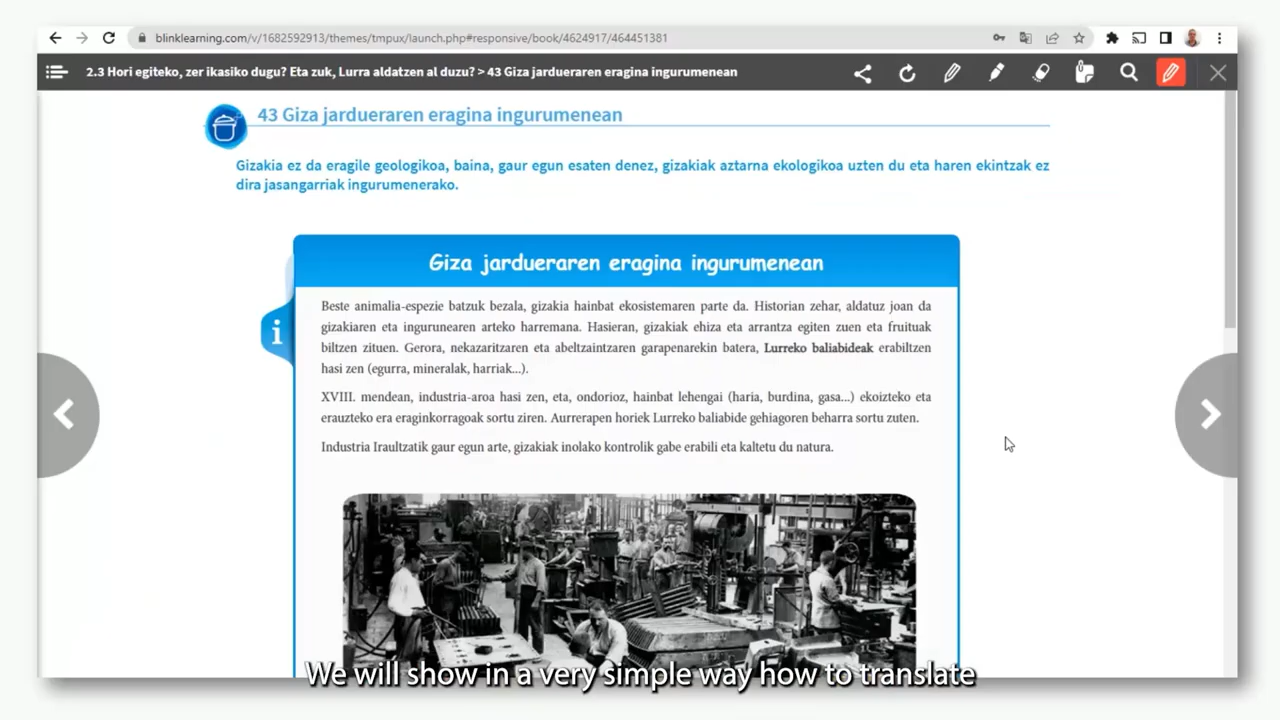 blinklearning.com/v/1682592913/themes/tmpux/launch.php#responsive/book/4624917/464451381
2.3 Hori egiteko, zer ikasiko dugu? Eta zuk, Lurra aldatzen al duzu? > 43 Giza jardueraren eragina ingurumenean
43 Giza jardueraren eragina ingurumenean
Gizakia ez da eragile geologikoa, baina, gaur egun esaten denez, gizakiak aztarna ekologikoa uzten du eta haren ekintzak ez
dira jasangarriak ingurumenerako.
Giza jardueraren eragina ingurumenean
i
Beste animalia-espezie batzuk bezala, gizakia hainbat ekosistemaren parte da. Historian zehar, aldatuz joan da
gizakiaren eta ingurunearen arteko harremana. Hasieran, gizakiak ehiza eta arrantza egiten zuen eta fruituak
biltzen zituen. Gerora, nekazaritzaren eta abeltzaintzaren garapenarekin batera, Lurreko baliabideak erabiltzen
hasi zen (egurra, mineralak, harriak...).
XVIII. mendean, industria-aroa hasi zen, eta, ondorioz, hainbat lehengai (haria, burdina, gasa...) ekoizteko eta
erauzteko era eraginkorragoak sortu ziren. Aurrerapen horiek Lurreko baliabide gehiagoren beharra sortu zuten.
Industria Iraultzatik gaur egun arte, gizakiak inolako kontrolik gabe erabili eta kaltetu du natura.
We will show in a very simple way how to translate